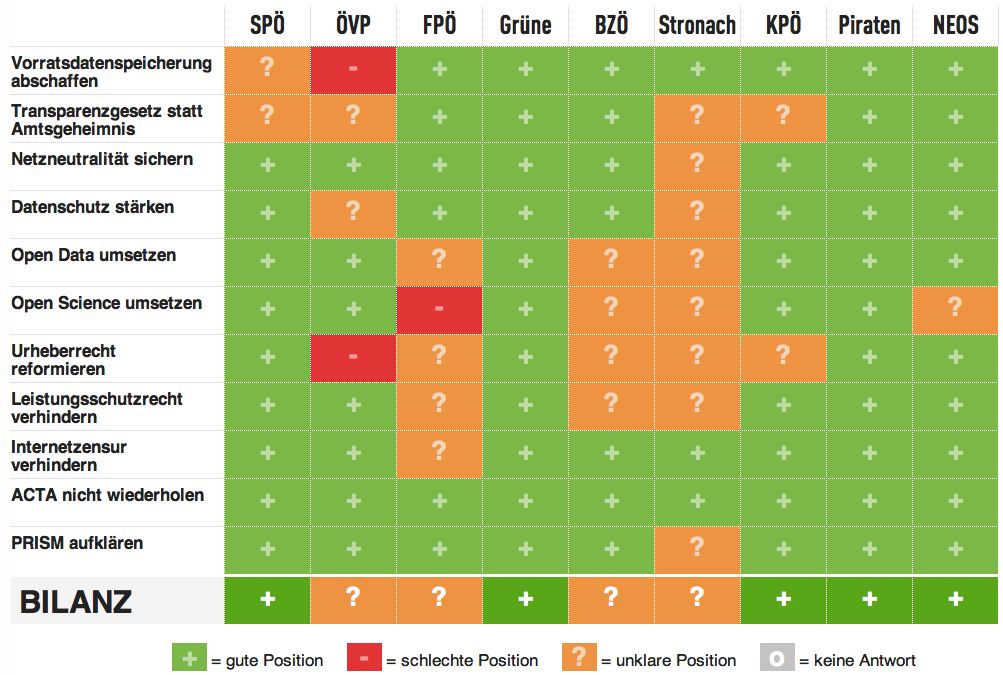 SPÖ ÖVP FPÖ Grüne BZÖ Stronach KPÖ Piraten NEOS
Vorratsdatenspeicherung
abschaffen
? - + + + + + + +
Transparenzgesetz statt
Amtsgeheimnis
? ? + + + ? ? + +
Netzneutralität sichern
+ + + + + ? + + +
Datenschutz stärken
+ ? + + + ? + + +
Open Data umsetzen
+ + ? + ? ? + + +
Open Science umsetzen
+ + - + ? ? + + ?
Urheberrecht
reformieren
+ - ? + ? ? ? + +
Leistungsschutzrecht
verhindern
+ + ? + ? ? + + +
Internetzensur
verhindern
+ + ? + + + + + +
ACTA nicht wiederholen
+ + + + + + + + +
PRISM aufklären
+ + + + + ? + + +
BILANZ + ? ? + ? ? + + +
+ = gute Position - = schlechte Position ? = unklare Position o = keine Antwort